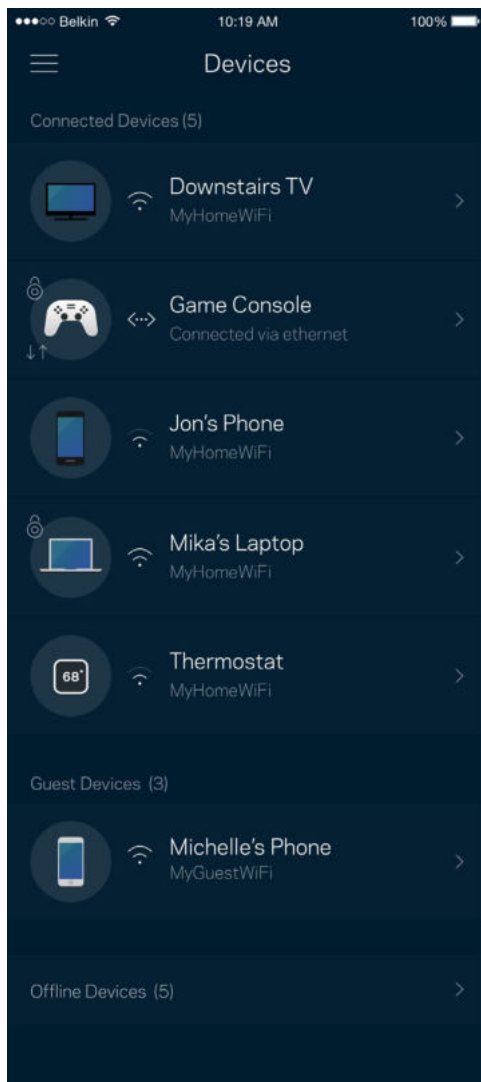 Belkin 10:19 AM 100%
Devices
Connected Devices (5)
Downstairs TV
MyHomeWiFi
Game Console
Connected via ethernet
Jon's Phone
MyHomeWiFi
Mika's Laptop
MyHomeWiFi
68°
Thermostat
MyHomeWiFi
Guest Devices (3)
Michelle's Phone
MyGuestWiFi
Offline Devices (5)